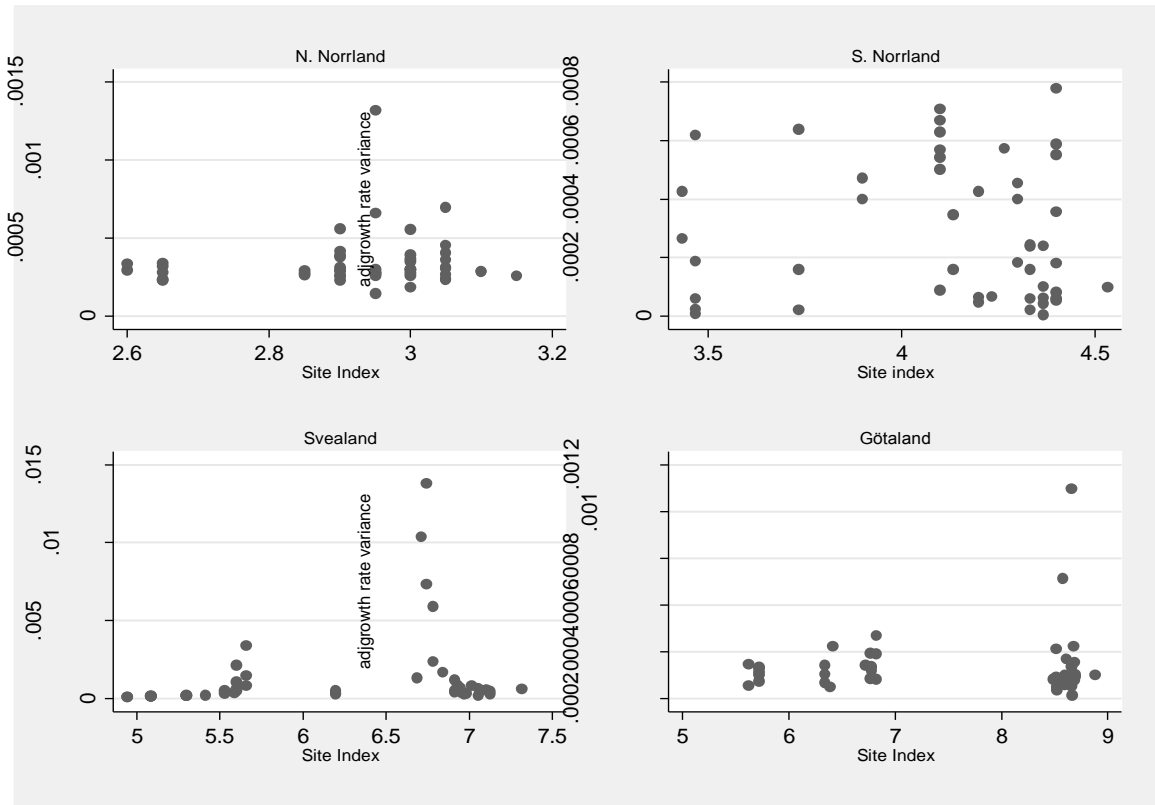 N. Norrland
.0015
.001
.0005
0
adjgrowth rate variance
2.6 2.8 3 3.2
Site Index
S. Norrland
.0008
.0006
.0004
.0002
0
3.5 4 4.5
Site index
Svealand
.015
.01
.005
0
adjgrowth rate variance
5 5.5 6 6.5 7 7.5
Site Index
Götaland
.0012
.001
.0002.0004.0006.0008
5 6 7 8 9
Site Index